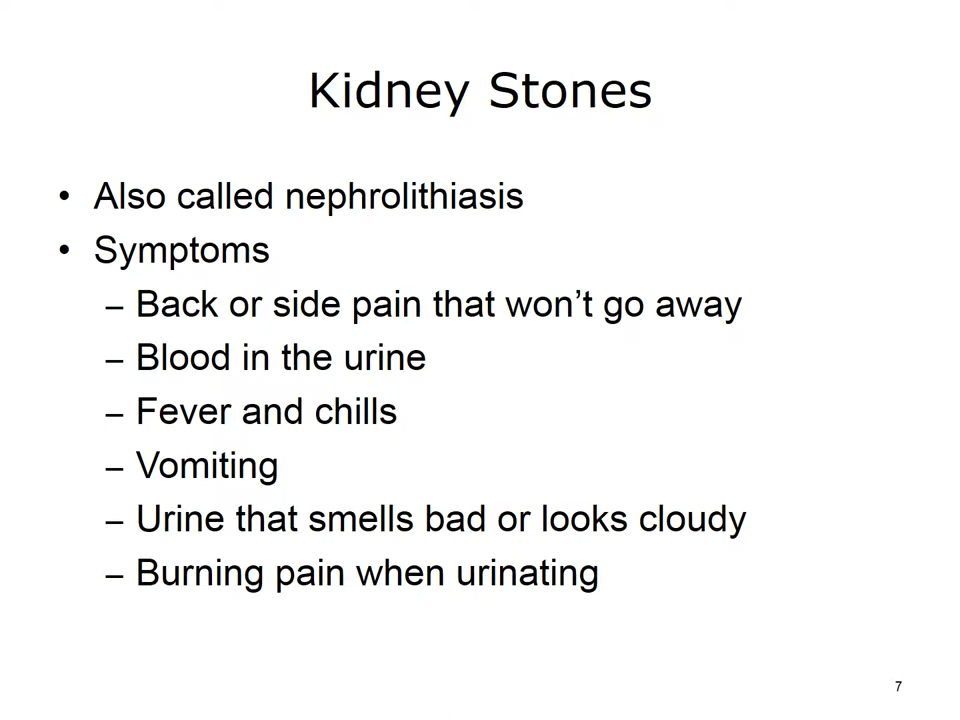 Kidney Stones
• Also called nephrolithiasis
• Symptoms
– Back or side pain that won’t go away
– Blood in the urine
– Fever and chills
– Vomiting
– Urine that smells bad or looks cloudy
– Burning pain when urinating
7